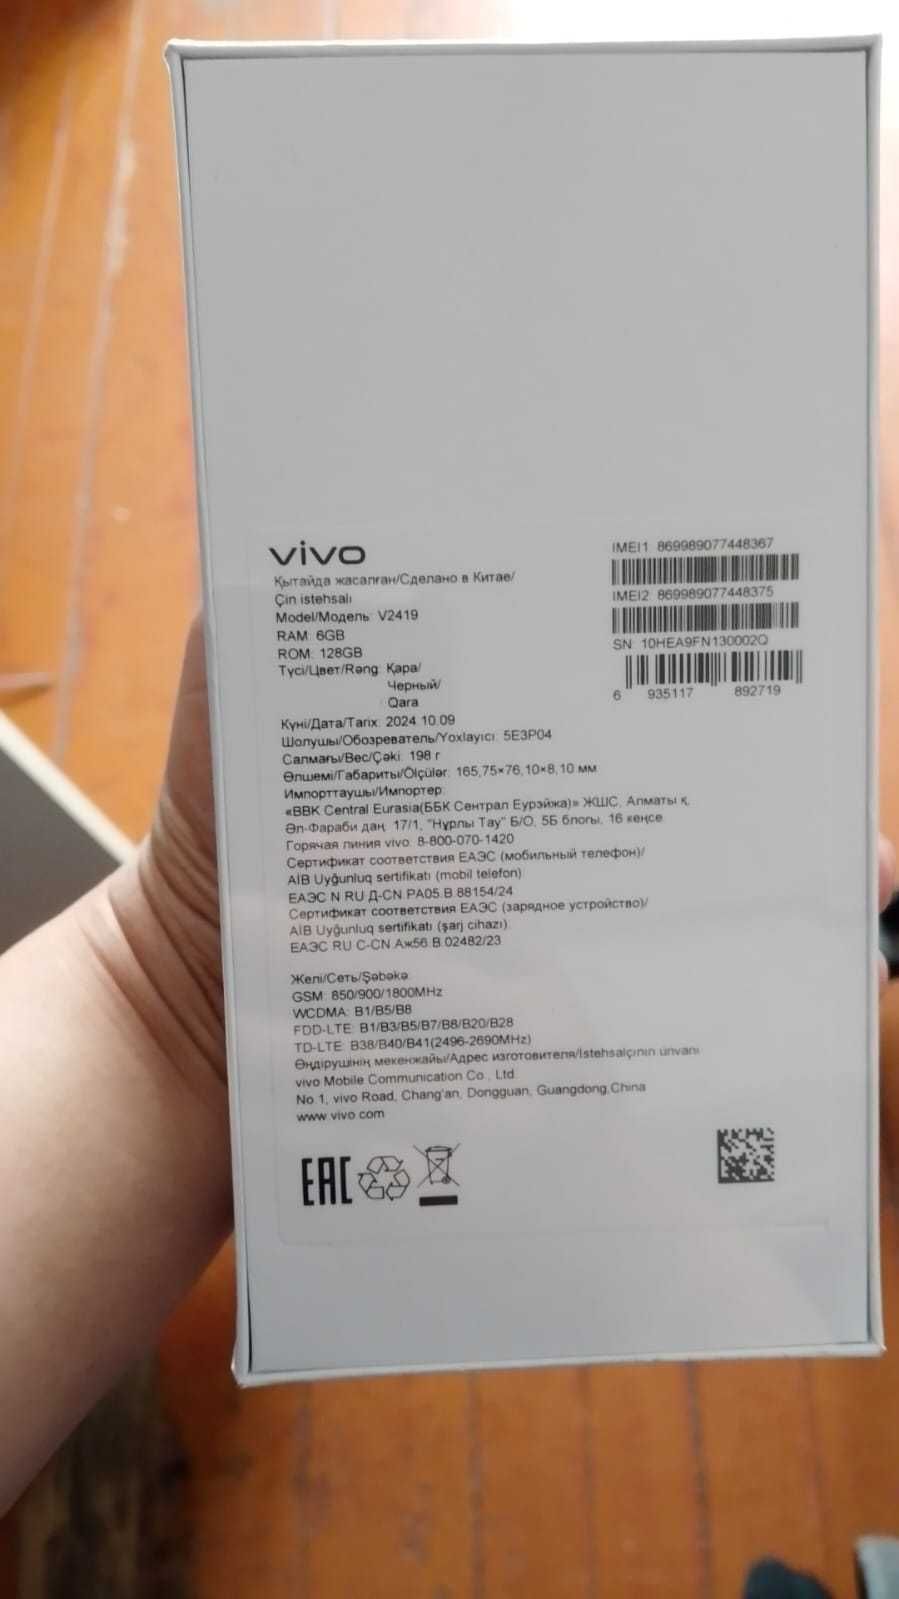 vivo
Қытайда жасалған/Сделано в Китае/
Çin istehsalı
Model/Модель: V2419
RAM: 6GB
ROM: 128GB
Түсі/Цвет/Rəng: Қара/
Черный/
Qara
Күні/Дата/Tarix: 2024.10.09
Шолушы/Обозреватель/Yoxlayıcı: 5E3P04
Салмағы/Вес/Çəki: 198 г
Өлшемі/Габариты/Ölçülər: 165,75×76,10×8,10 мм
Импорттаушы/Импортер:
«BBK Central Eurasia(ББК Сентрал Еурэйжа)» ЖШС, Алматы қ.
Әл-Фараби даң. 17/1, "Нұрлы Тау" Б/О, 5Б блогы, 16 кеңсе.
Горячая линия vivo: 8-800-070-1420
Сертификат соответствия ЕАЭС (мобильный телефон)/
AİB Uyğunluq sertifikatı (mobil telefon)
ЕАЭС N RU Д-CN.РА05.В.88154/24
Сертификат соответствия ЕАЭС (зарядное устройство)/
AİB Uyğunluq sertifikatı (şarj cihazı)
ЕАЭС RU С-CN.Аж56.В.02482/23
Желі/Сеть/Şəbəkə:
GSM: 850/900/1800MHz
WCDMA: B1/B5/B8
FDD-LTE: B1/B3/B5/B7/B8/B20/B28
TD-LTE: B38/B40/B41(2496-2690MHz)
Өндірушінің мекенжайы/Адрес изготовителя/İstehsalçının ünvanı
vivo Mobile Communication Co., Ltd.
No.1, vivo Road, Chang'an, Dongguan, Guangdong,China
www.vivo.com
EAC
IMEI1: 869989077448367
IMEI2: 869989077448375
SN: 10HEA9FN130002Q
6 935117 892719